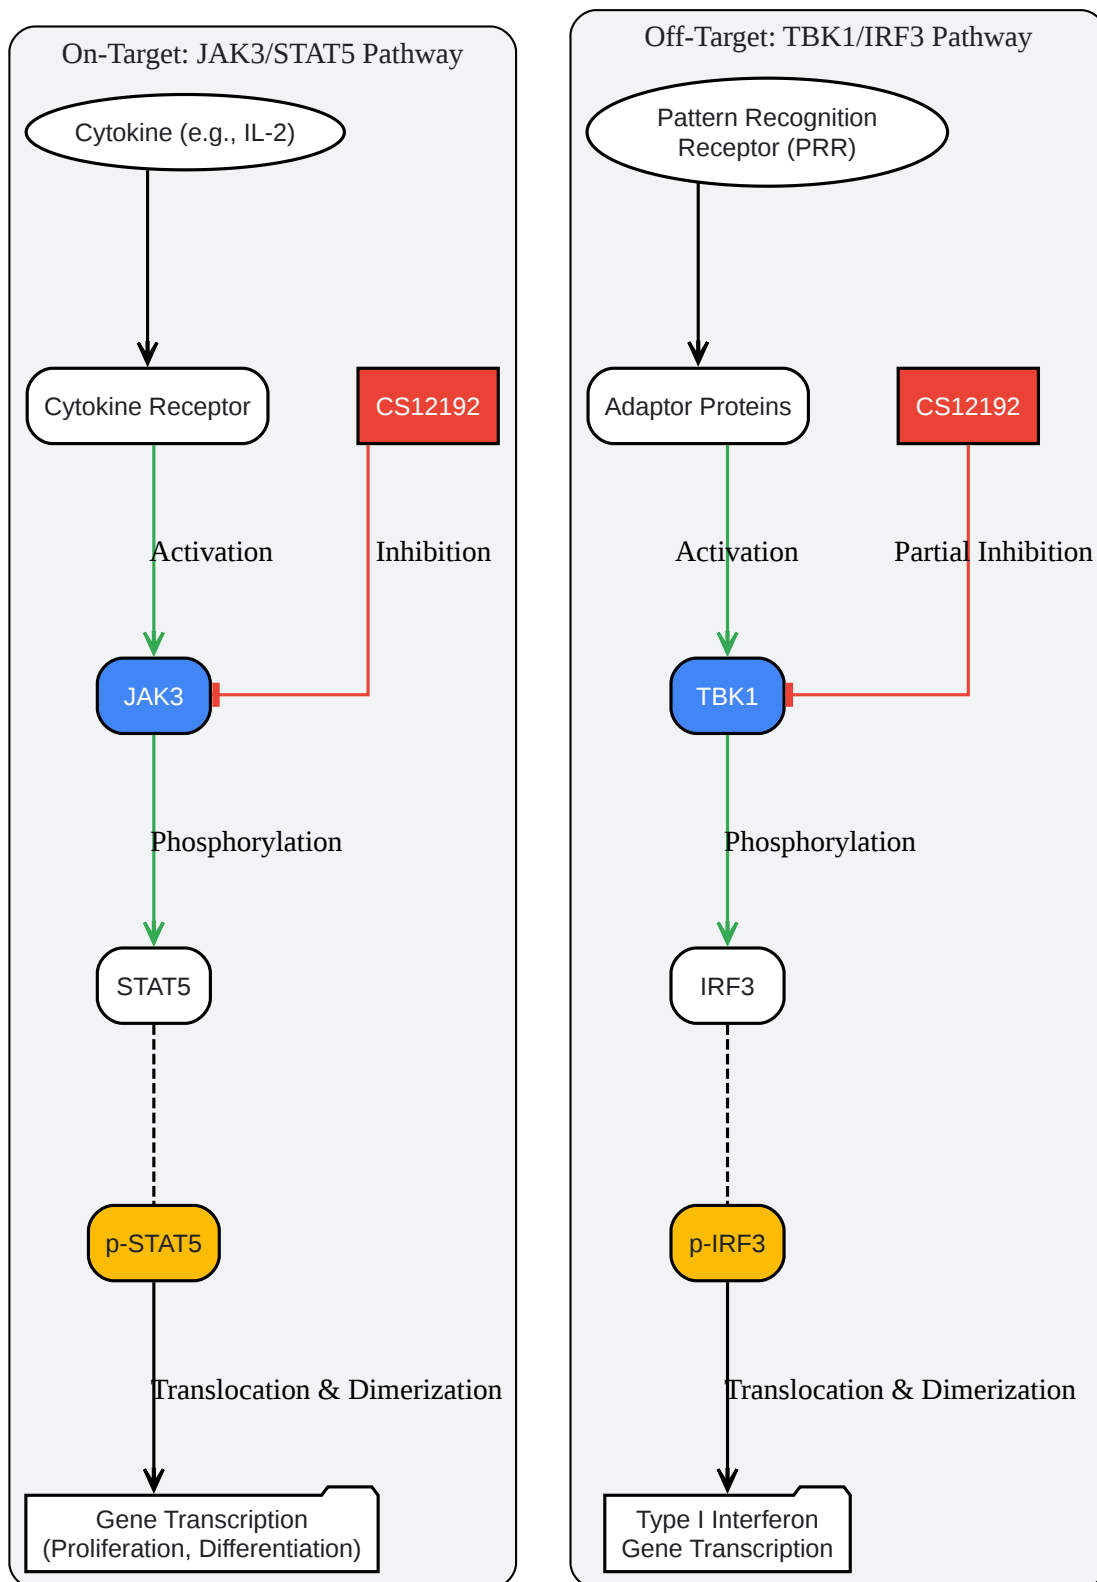 On-Target: JAK3/STAT5 Pathway
Cytokine (e.g., IL-2)
Cytokine Receptor
CS12192
Activation
Inhibition
JAK3
Phosphorylation
STAT5
p-STAT5
Translocation & Dimerization
Gene Transcription
(Proliferation, Differentiation)
Off-Target: TBK1/IRF3 Pathway
Pattern Recognition
Receptor (PRR)
Adaptor Proteins
CS12192
Activation
Partial Inhibition
TBK1
Phosphorylation
IRF3
p-IRF3
Translocation & Dimerization
Type I Interferon
Gene Transcription